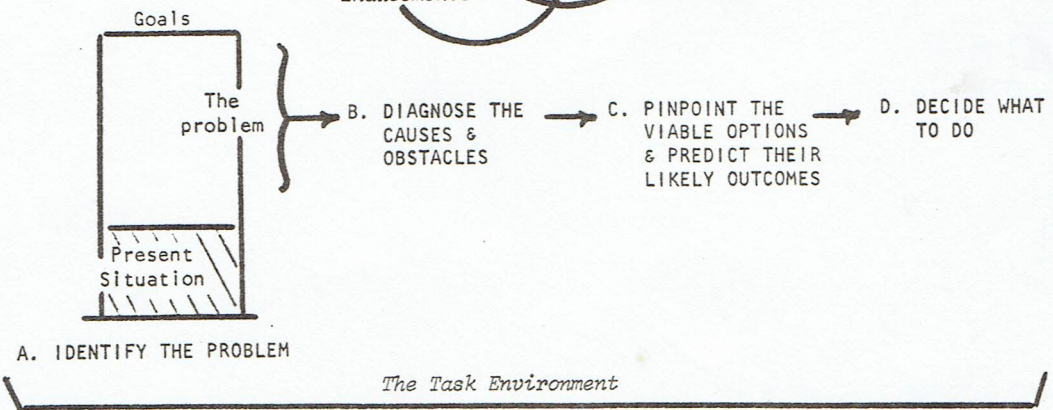 Goals
The
problem
B. DIAGNOSE THE
CAUSES &
OBSTACLES
C. PINPOINT THE
VIABLE OPTIONS
& PREDICT THEIR
LIKELY OUTCOMES
D. DECIDE WHAT
TO DO
Present
Situation
A. IDENTIFY THE PROBLEM
The Task Environment